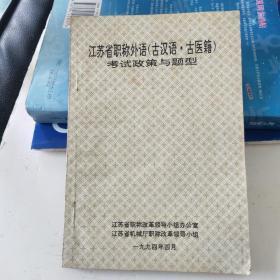 江苏省职称外语(古汉语·古医籍)
考试政策与题型
江苏省职称改革领导小组办公室
江苏省机械厅职称改革领导小组
一九九四年四月